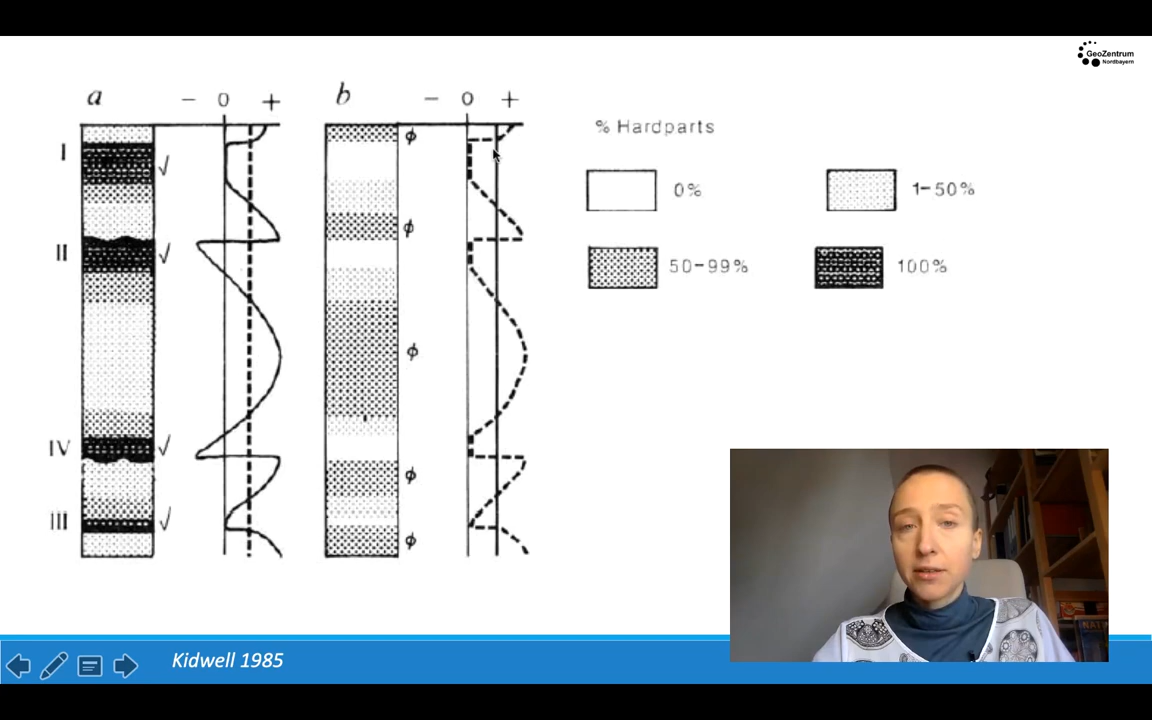 GeoZentrum
Nordbayern
a
− 0 +
b
− 0 +
% Hardparts
I
II
IV
III
✓
✓
✓
✓
ϕ
ϕ
ϕ
ϕ
ϕ
0%
1-50%
50-99%
100%
Kidwell 1985